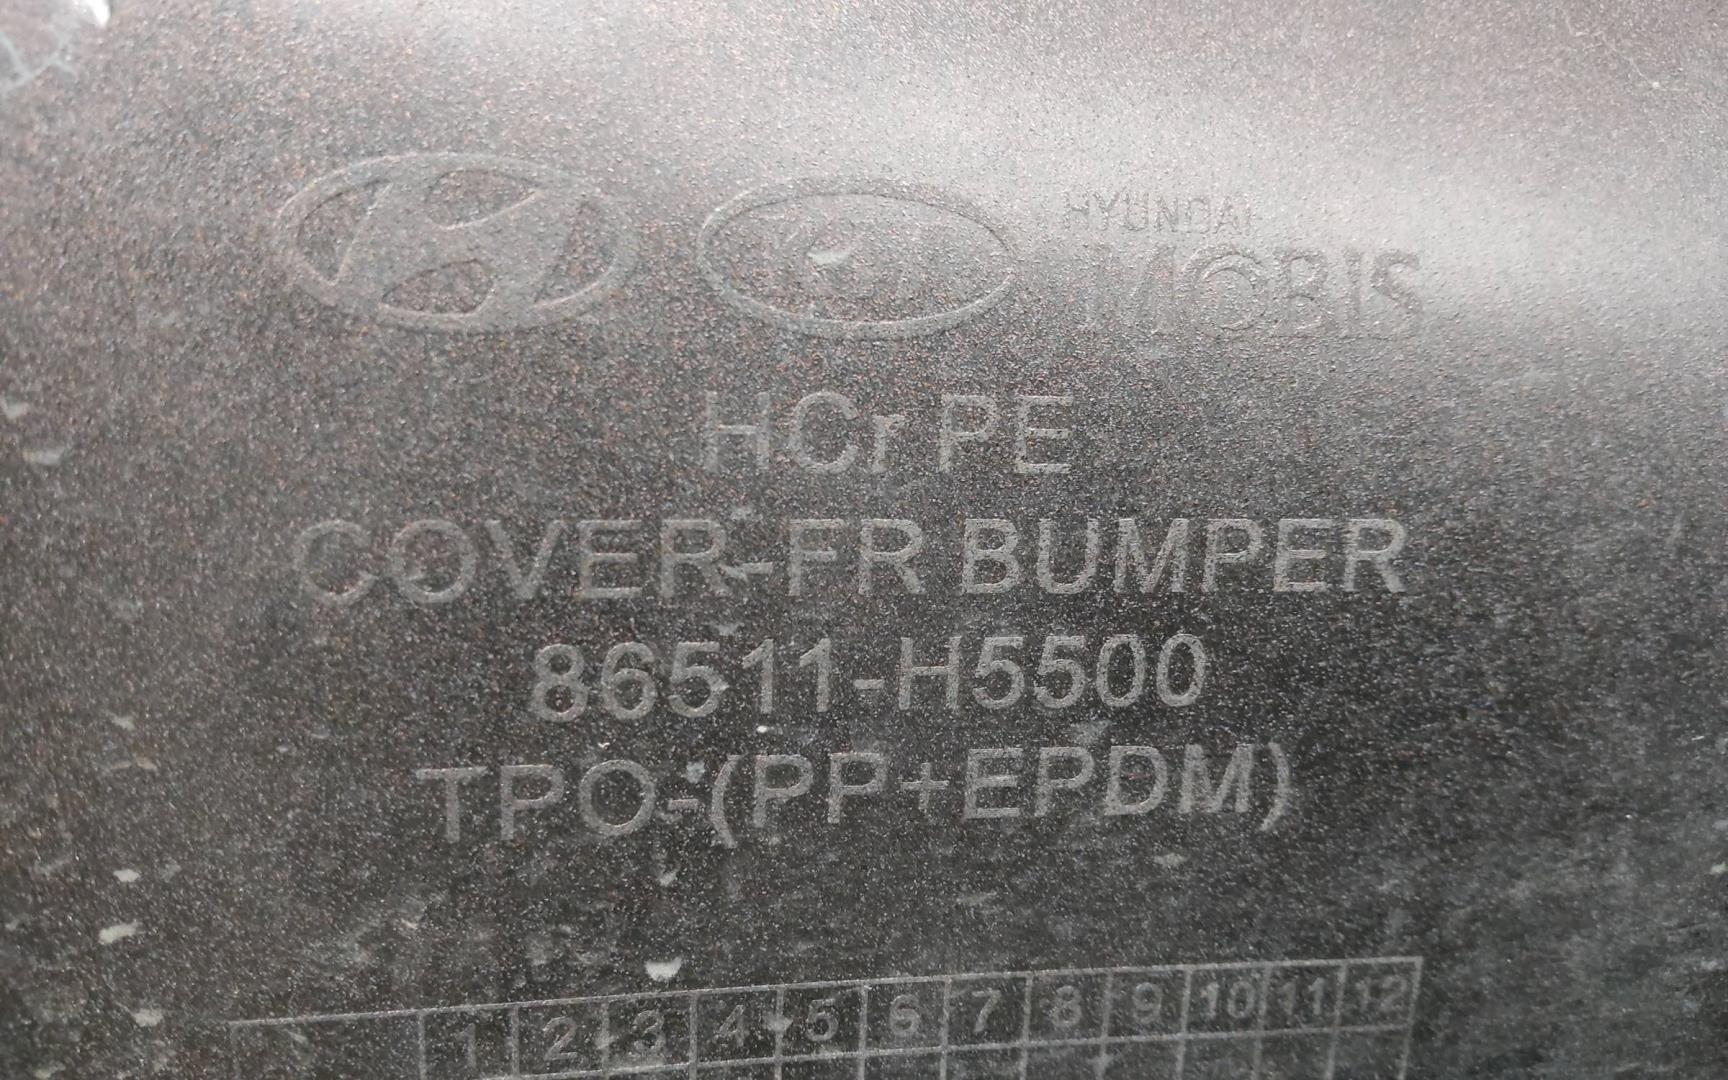 HYUNDAI
MOBIS
HCr PE
COVER-FR BUMPER
86511-H5500
TPO-(PP+EPDM)
1 2 3 4 5 6 7 8 9 10 11 12